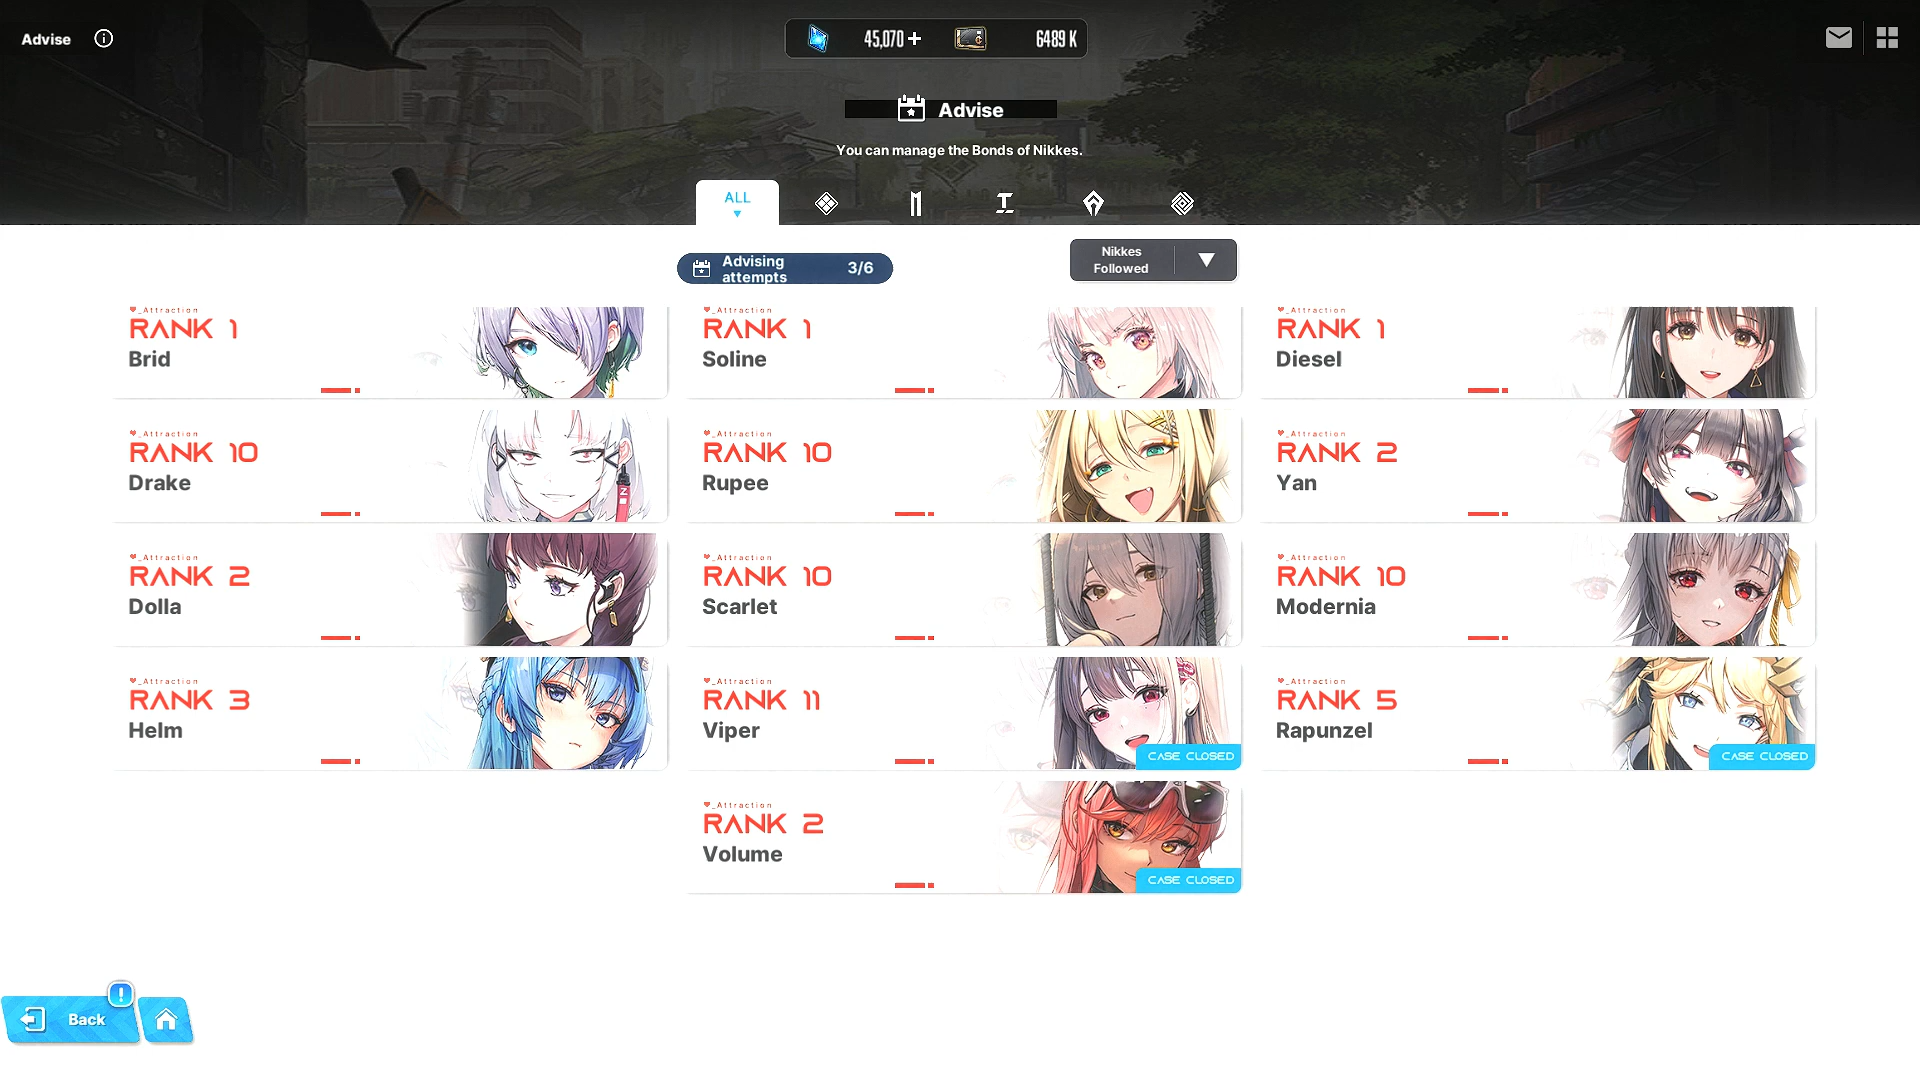 Advise
45,070
6489 K
Advise
You can manage the Bonds of Nikkes.
ALL
Advising attempts 3/6
Nikkes Followed
Attraction
RANK 1
Brid
Attraction
RANK 1
Soline
Attraction
RANK 1
Diesel
Attraction
RANK 10
Drake
Attraction
RANK 10
Rupee
Attraction
RANK 2
Yan
Attraction
RANK 2
Dolla
Attraction
RANK 10
Scarlet
Attraction
RANK 10
Modernia
Attraction
RANK 3
Helm
Attraction
RANK 11
Viper
CASE CLOSED
Attraction
RANK 5
Rapunzel
CASE CLOSED
Attraction
RANK 2
Volume
CASE CLOSED
Back